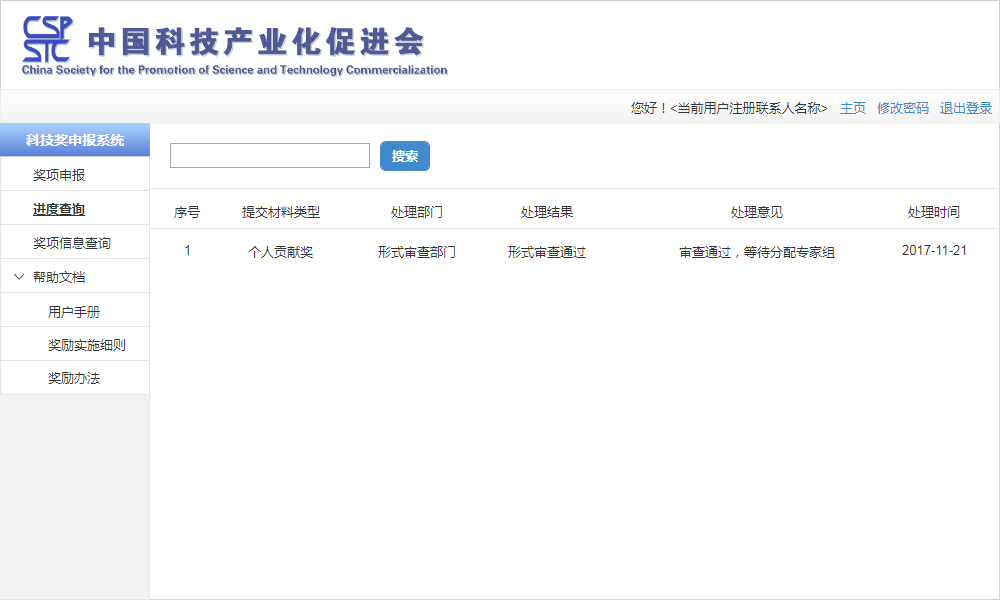 CSP
STC
中国科技产业化促进会
China Society for the Promotion of Science and Technology Commercialization
您好！<当前用户注册联系人名称> 主页 修改密码 退出登录
科技奖申报系统
奖项申报
进度查询
奖项信息查询
帮助文档
用户手册
奖励实施细则
奖励办法
搜索
序号 提交材料类型 处理部门 处理结果 处理意见 处理时间
1 个人贡献奖 形式审查部门 形式审查通过 审查通过，等待分配专家组 2017-11-21